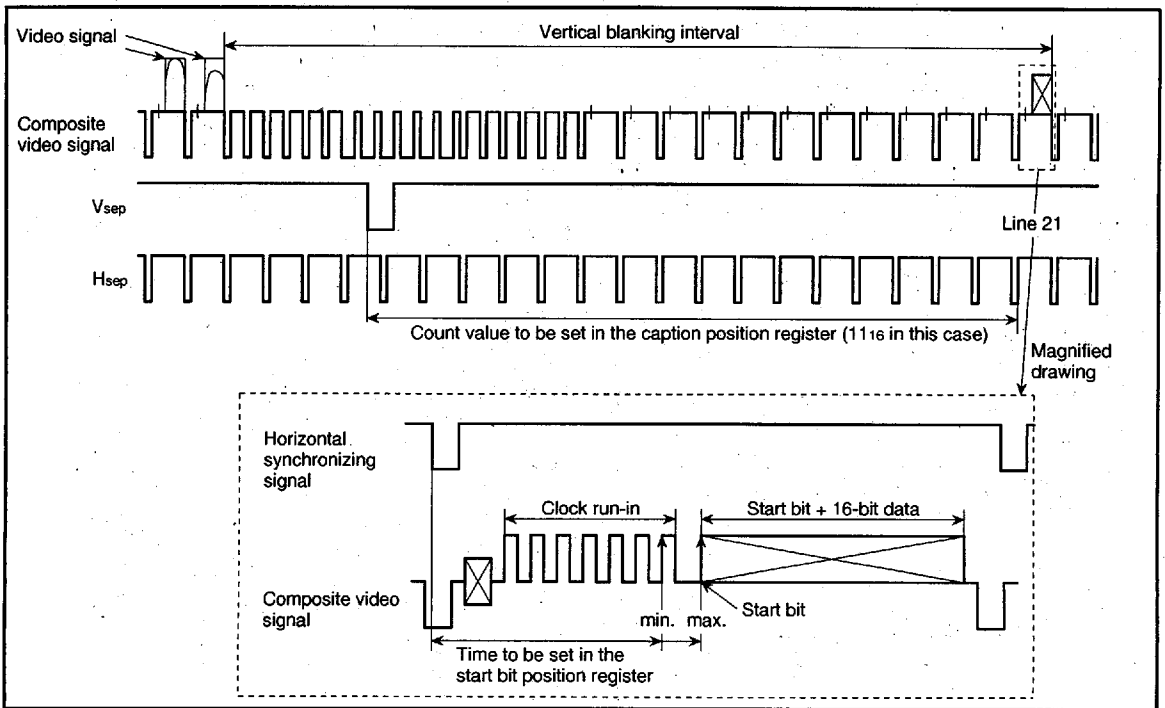 Video signal
Vertical blanking interval
Composite
video signal
Vsep
Line 21
Hsep
Count value to be set in the caption position register (1116 in this case)
Magnified
drawing
Horizontal
synchronizing
signal
Clock run-in
Start bit + 16-bit data
Composite video
signal
min.
max.
Start bit
Time to be set in the
start bit position register